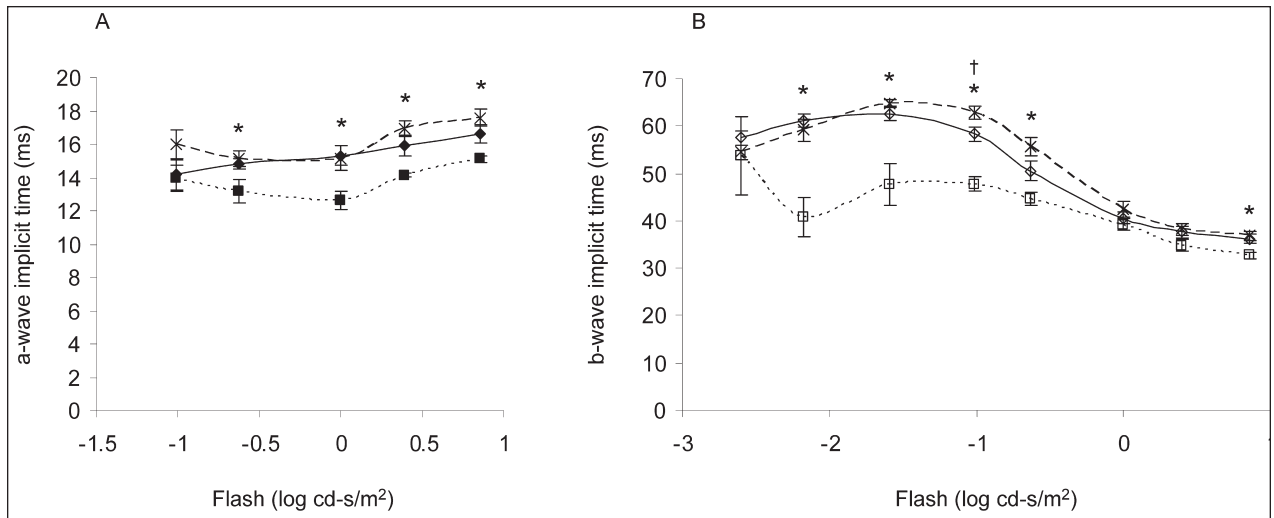 A
a-wave implicit time (ms)
20
18
16
14
12
10
8
6
4
2
0
-1.5 -1 -0.5 0 0.5 1
Flash (log cd-s/m²)
* * * *
B
b-wave implicit time (ms)
70
60
50
40
30
20
10
0
-3 -2 -1 0
Flash (log cd-s/m²)
†
* * * * *